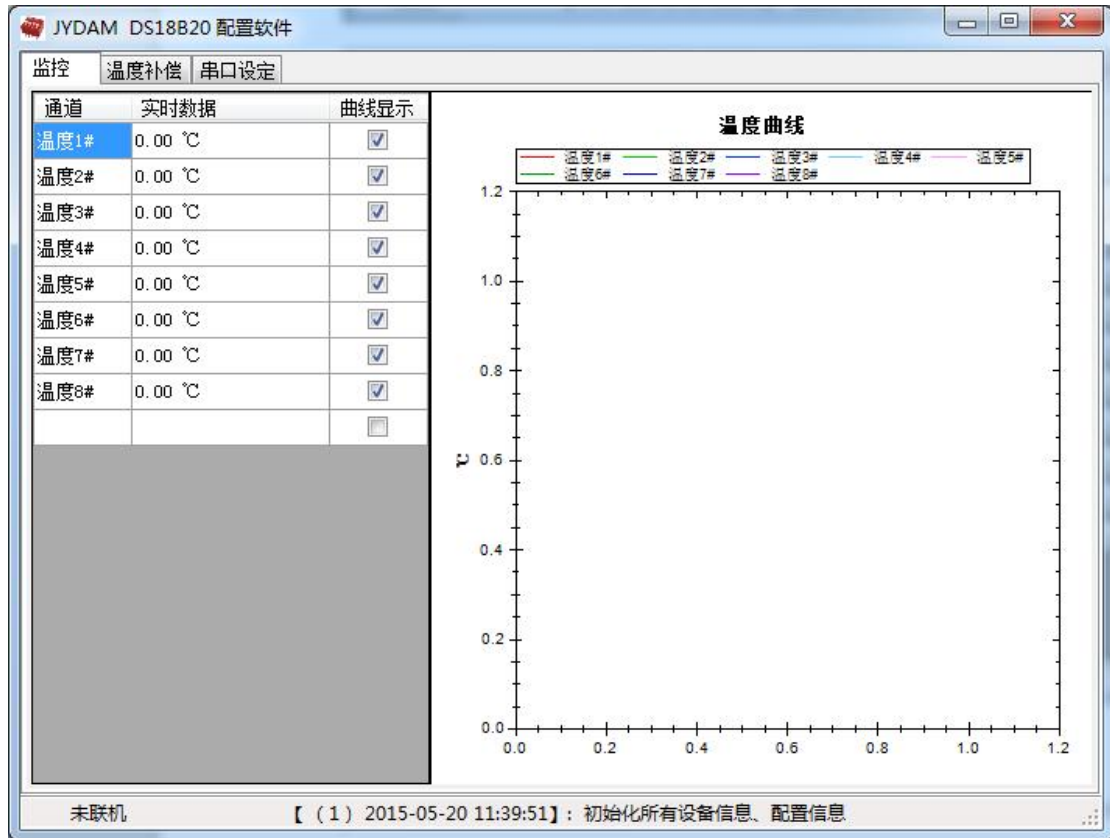 JYDAM DS18B20 配置软件
监控 温度补偿 串口设定
通道 实时数据 曲线显示
温度1# 0.00 ℃
温度2# 0.00 ℃
温度3# 0.00 ℃
温度4# 0.00 ℃
温度5# 0.00 ℃
温度6# 0.00 ℃
温度7# 0.00 ℃
温度8# 0.00 ℃
温度曲线
温度1# 温度2# 温度3# 温度4# 温度5#
温度6# 温度7# 温度8#
1.2
1.0
0.8
℃ 0.6
0.4
0.2
0.0
0.0 0.2 0.4 0.6 0.8 1.0 1.2
未联机 【（1）2015-05-20 11:39:51】：初始化所有设备信息、配置信息